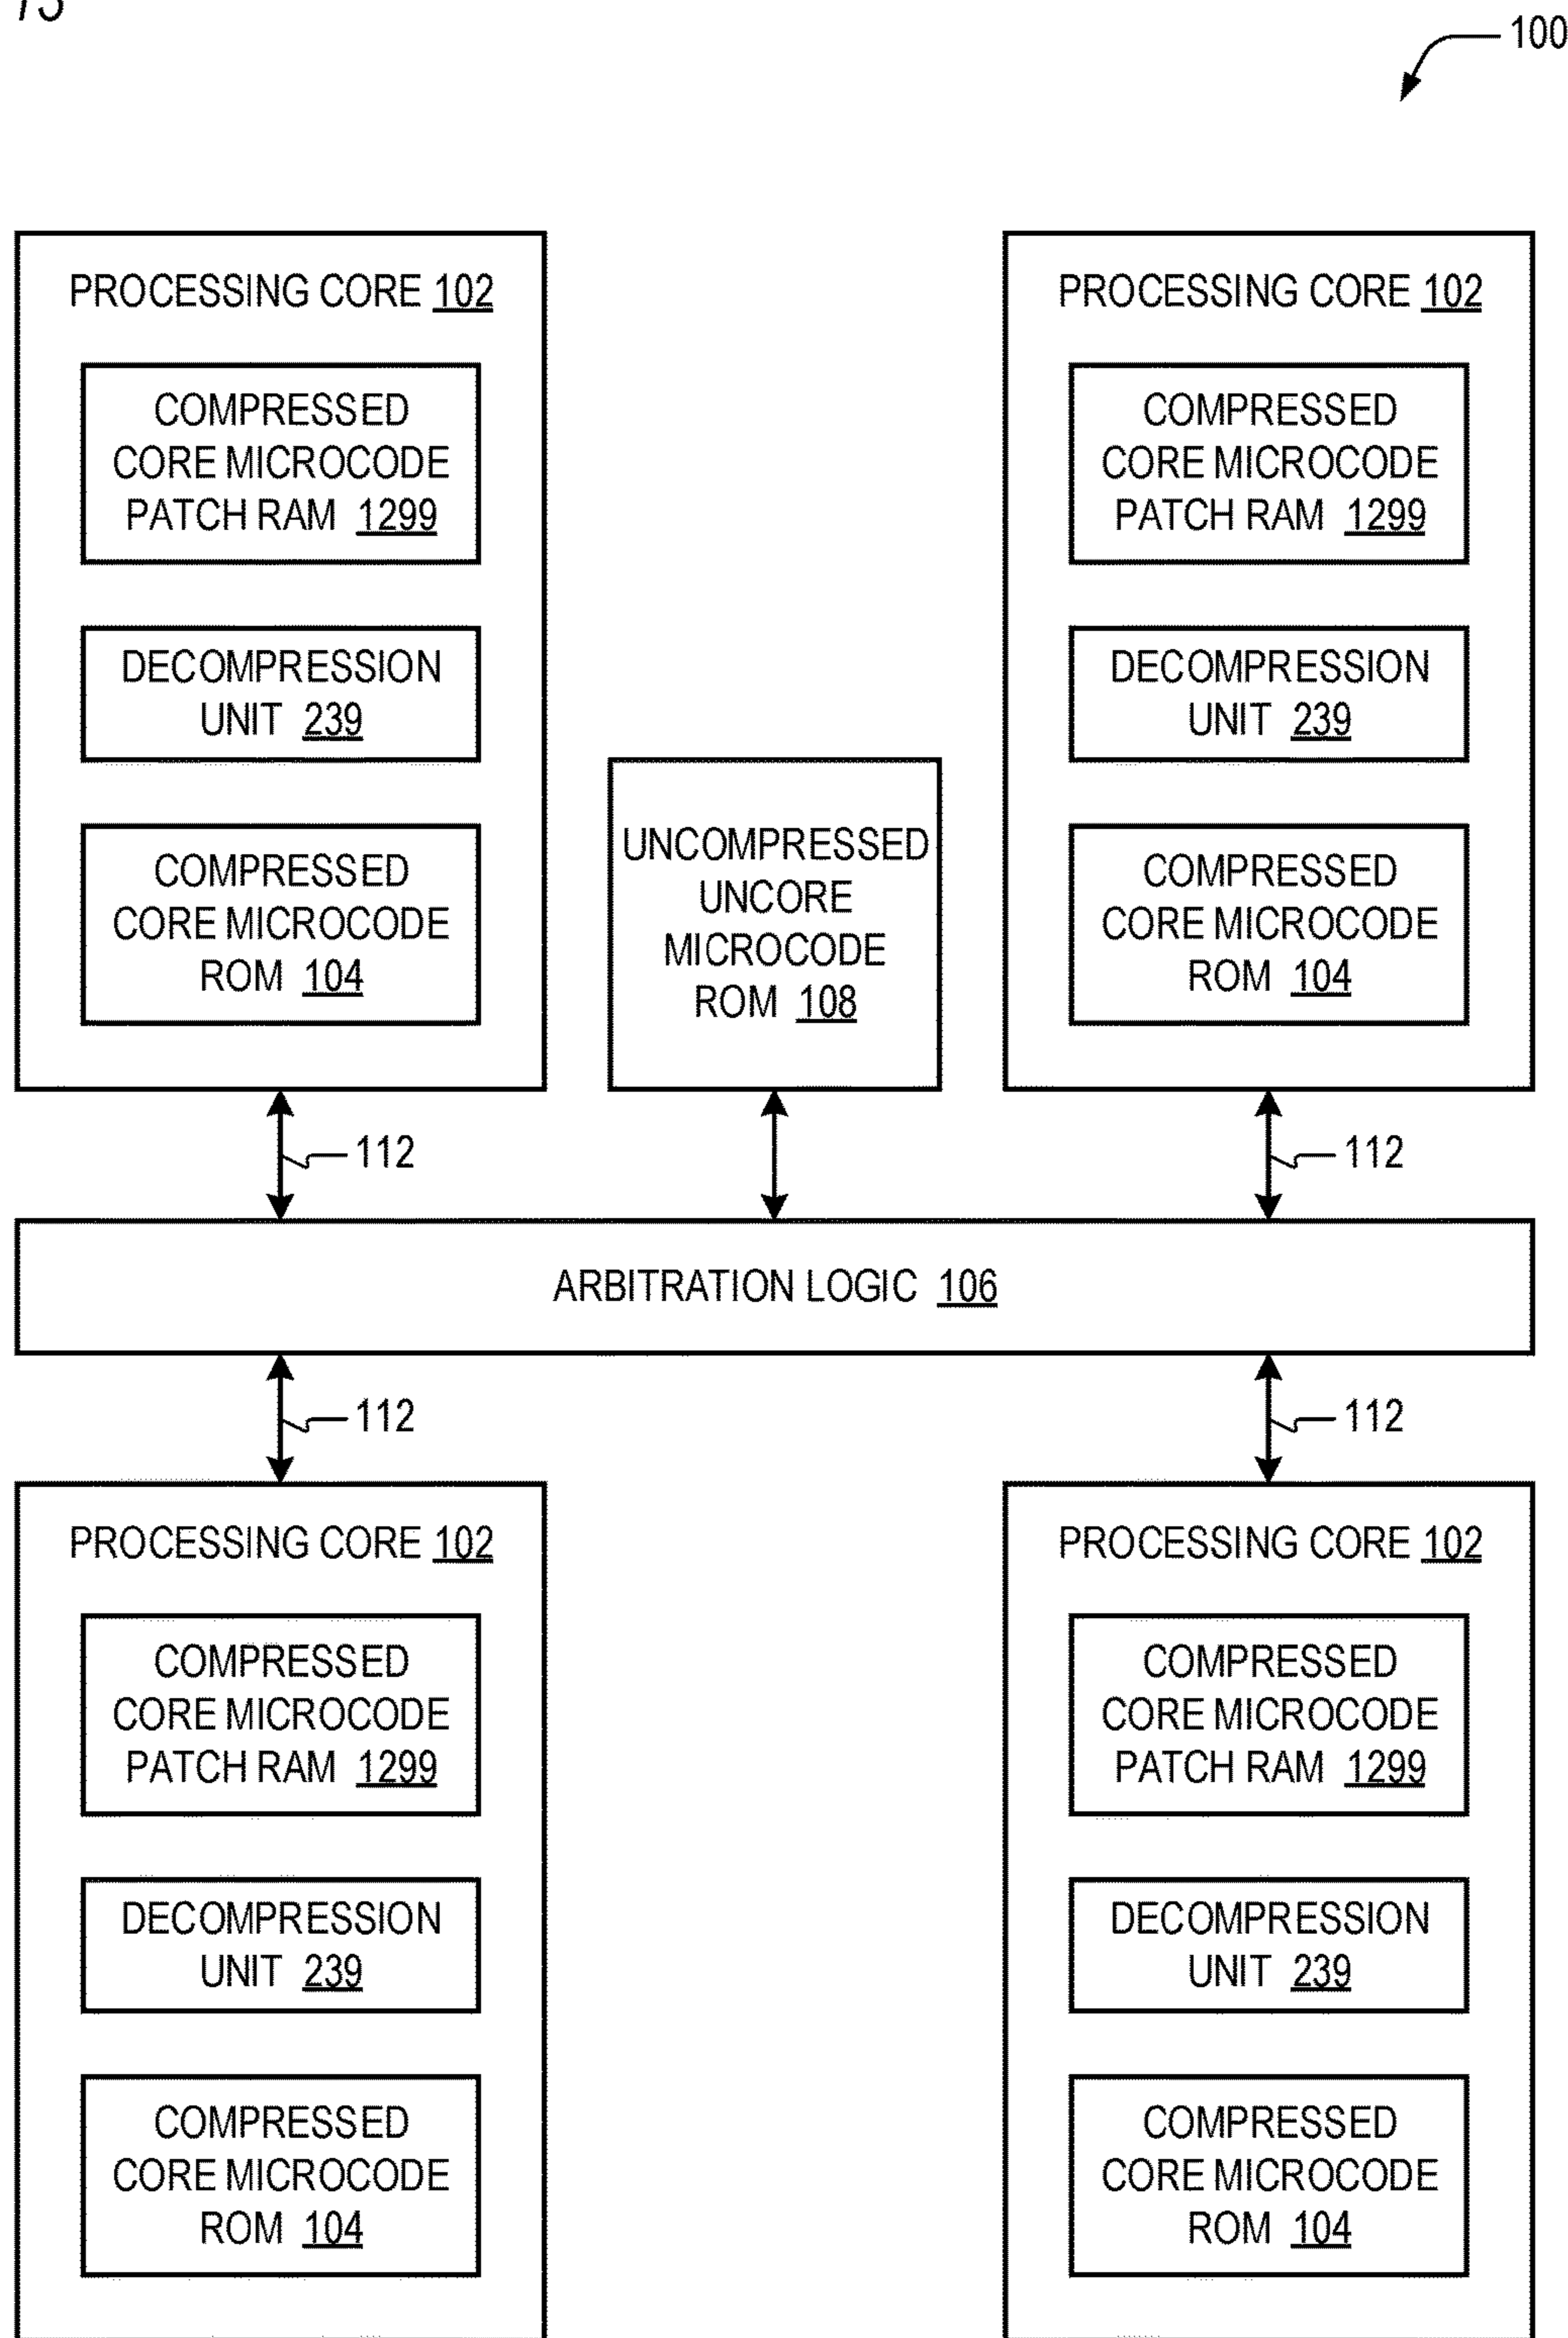 100
PROCESSING CORE 102
COMPRESSED
CORE MICROCODE
PATCH RAM 1299
DECOMPRESSION
UNIT 239
COMPRESSED
CORE MICROCODE
ROM 104
UNCOMPRESSED
UNCORE
MICROCODE
ROM 108
PROCESSING CORE 102
COMPRESSED
CORE MICROCODE
PATCH RAM 1299
DECOMPRESSION
UNIT 239
COMPRESSED
CORE MICROCODE
ROM 104
112
112
ARBITRATION LOGIC 106
112
112
PROCESSING CORE 102
COMPRESSED
CORE MICROCODE
PATCH RAM 1299
DECOMPRESSION
UNIT 239
COMPRESSED
CORE MICROCODE
ROM 104
PROCESSING CORE 102
COMPRESSED
CORE MICROCODE
PATCH RAM 1299
DECOMPRESSION
UNIT 239
COMPRESSED
CORE MICROCODE
ROM 104